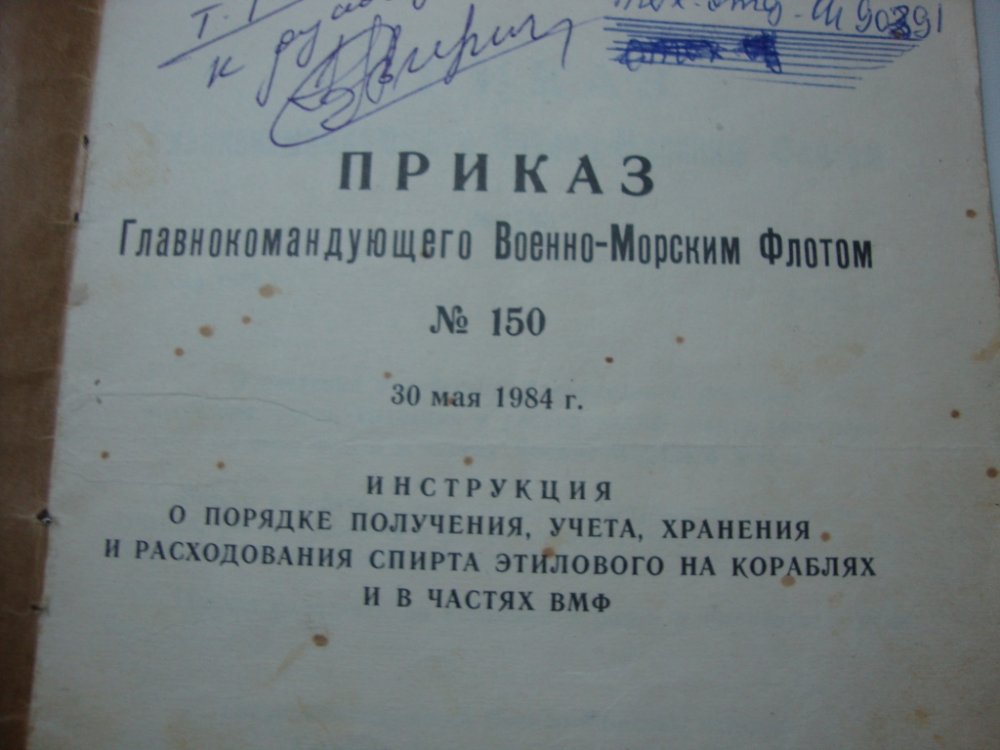 к
ПРИКАЗ
Главнокомандующего Военно-Морским Флотом
№ 150
30 мая 1984 г.
ИНСТРУКЦИЯ
О ПОРЯДКЕ ПОЛУЧЕНИЯ, УЧЕТА, ХРАНЕНИЯ
И РАСХОДОВАНИЯ СПИРТА ЭТИЛОВОГО НА КОРАБЛЯХ
И В ЧАСТЯХ ВМФ